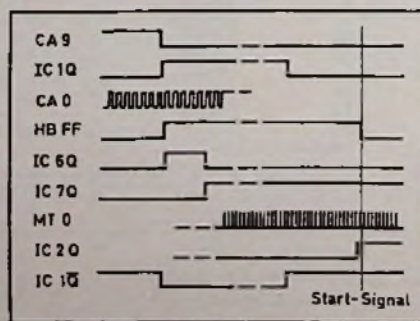 CA 9
IC 1Q
CA 0
HB FF
IC 6Q
IC 7Q
MT 0
IC 2Q
IC 1Q̅
Start-Signal